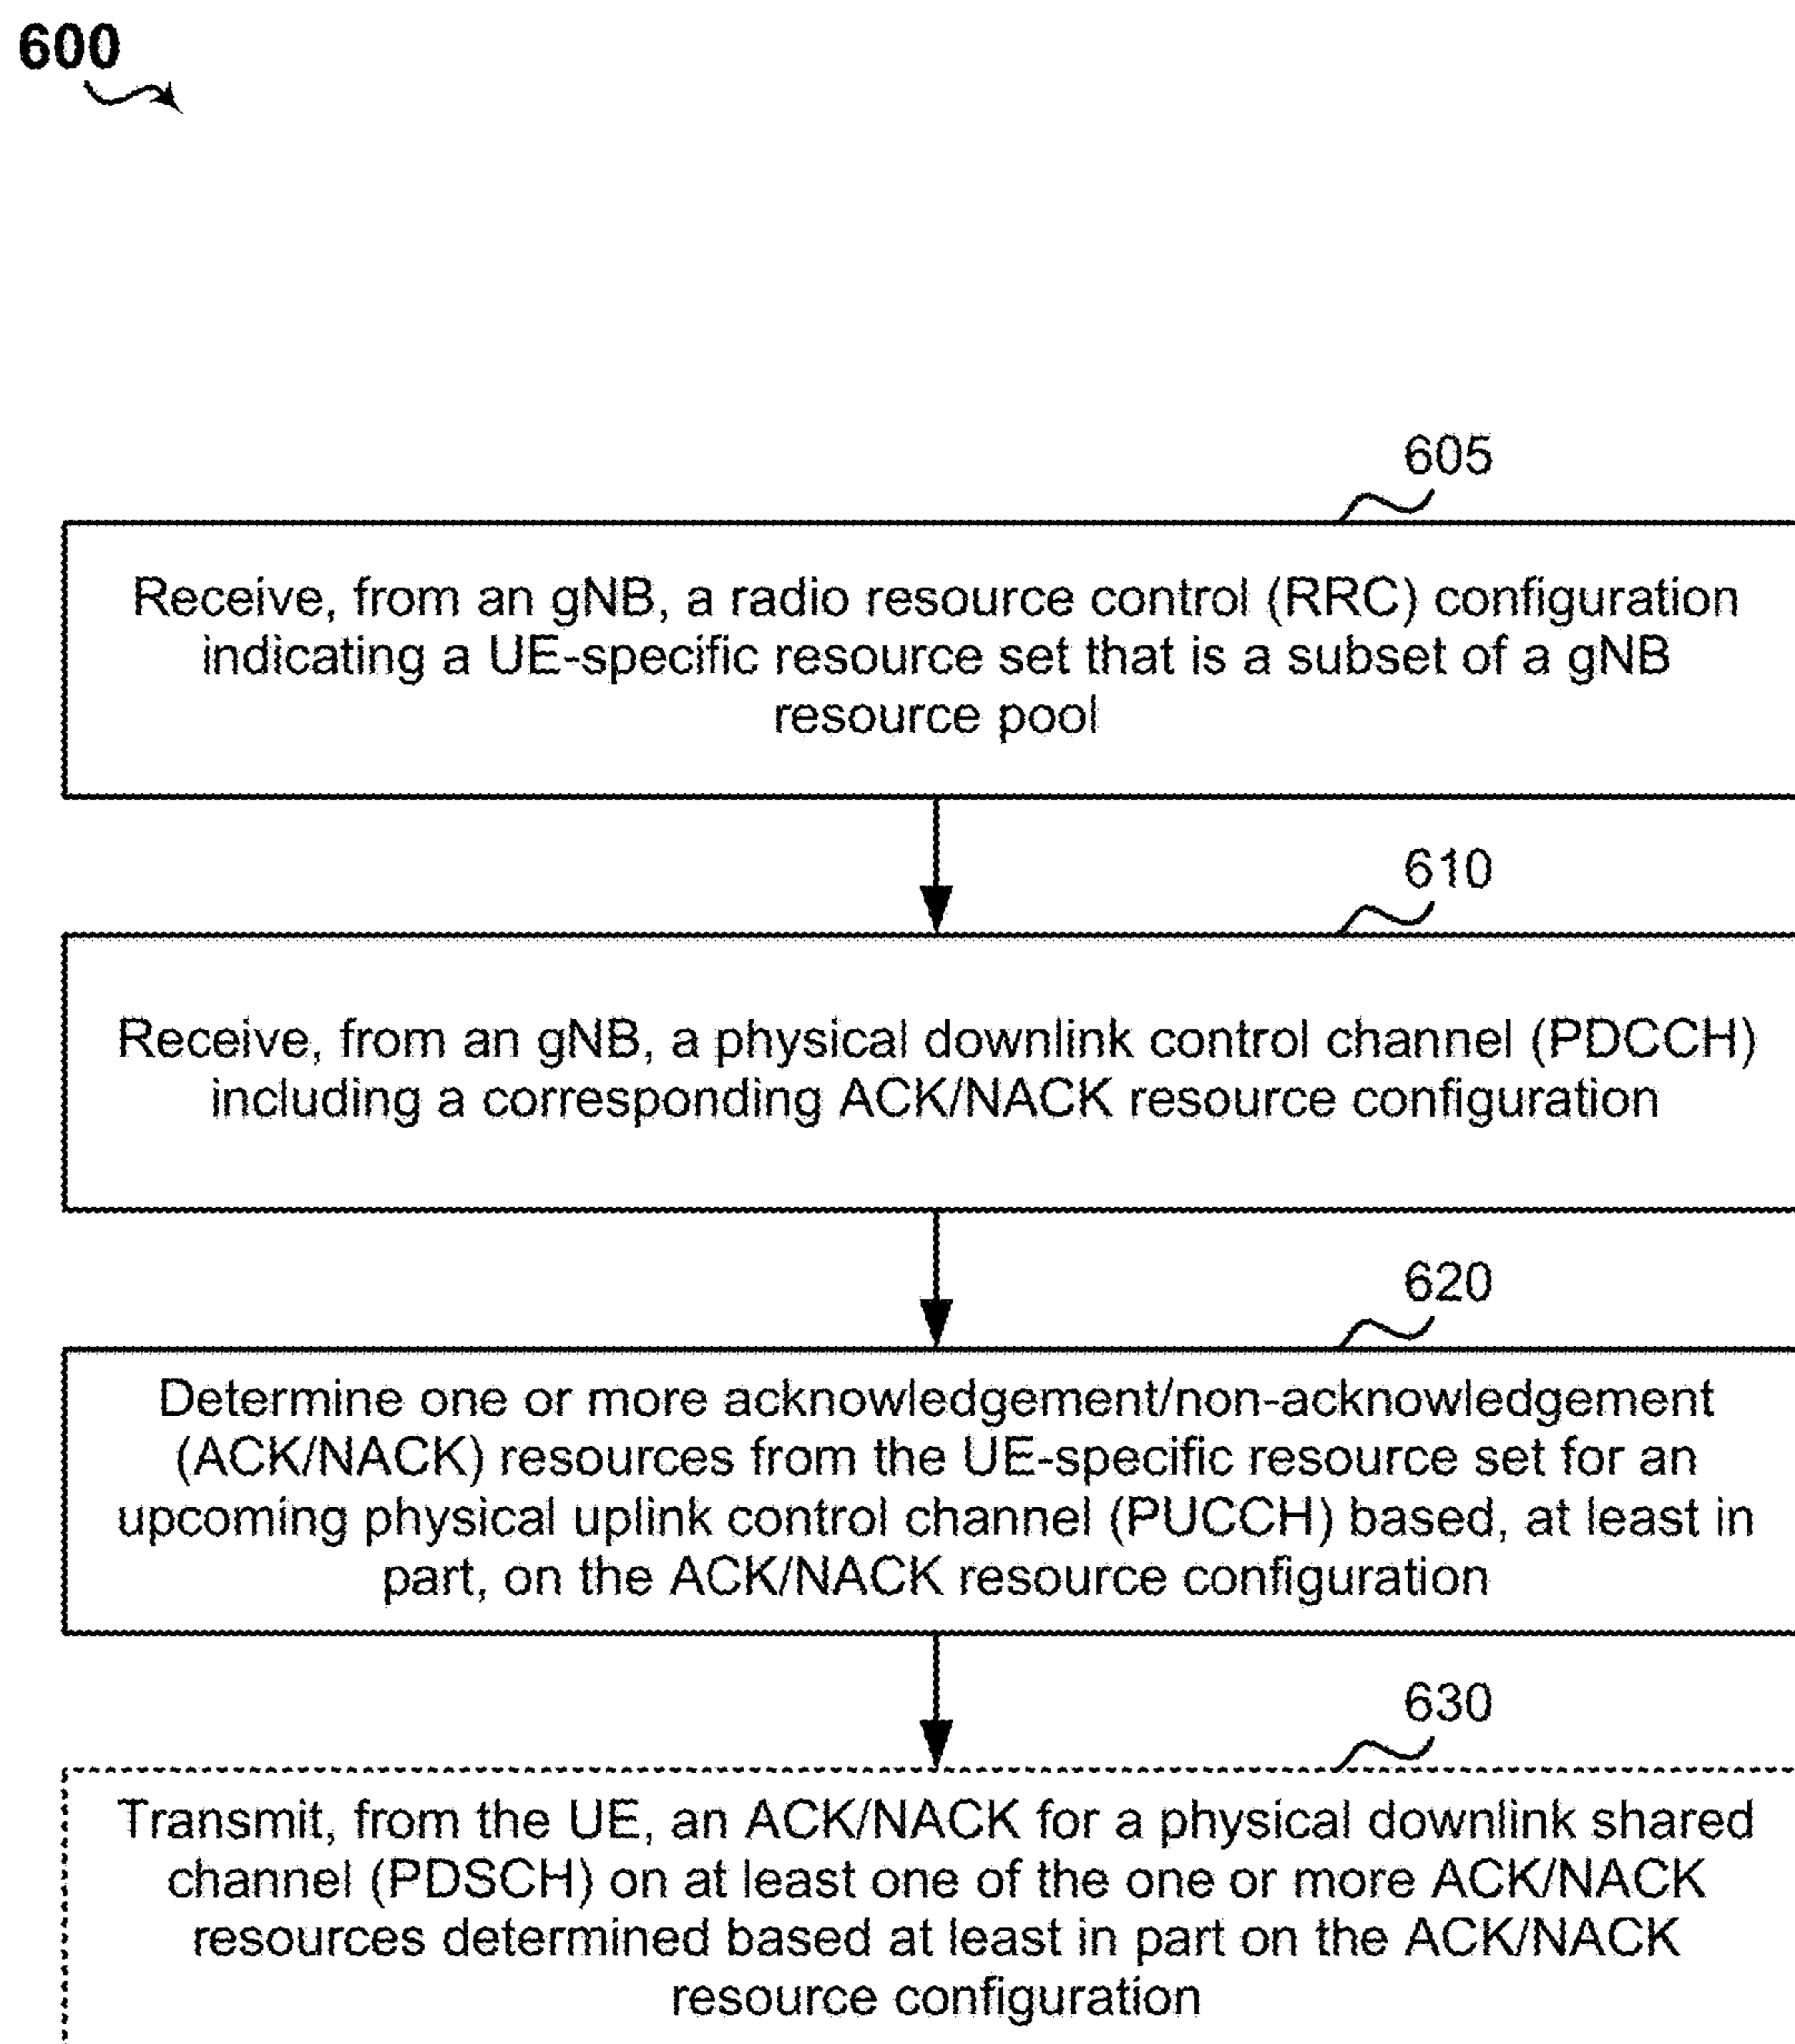 600
605
Receive, from an gNB, a radio resource control (RRC) configuration
indicating a UE-specific resource set that is a subset of a gNB
resource pool
610
Receive, from an gNB, a physical downlink control channel (PDCCH)
including a corresponding ACK/NACK resource configuration
620
Determine one or more acknowledgement/non-acknowledgement
(ACK/NACK) resources from the UE-specific resource set for an
upcoming physical uplink control channel (PUCCH) based, at least in
part, on the ACK/NACK resource configuration
630
Transmit, from the UE, an ACK/NACK for a physical downlink shared
channel (PDSCH) on at least one of the one or more ACK/NACK
resources determined based at least in part on the ACK/NACK
resource configuration